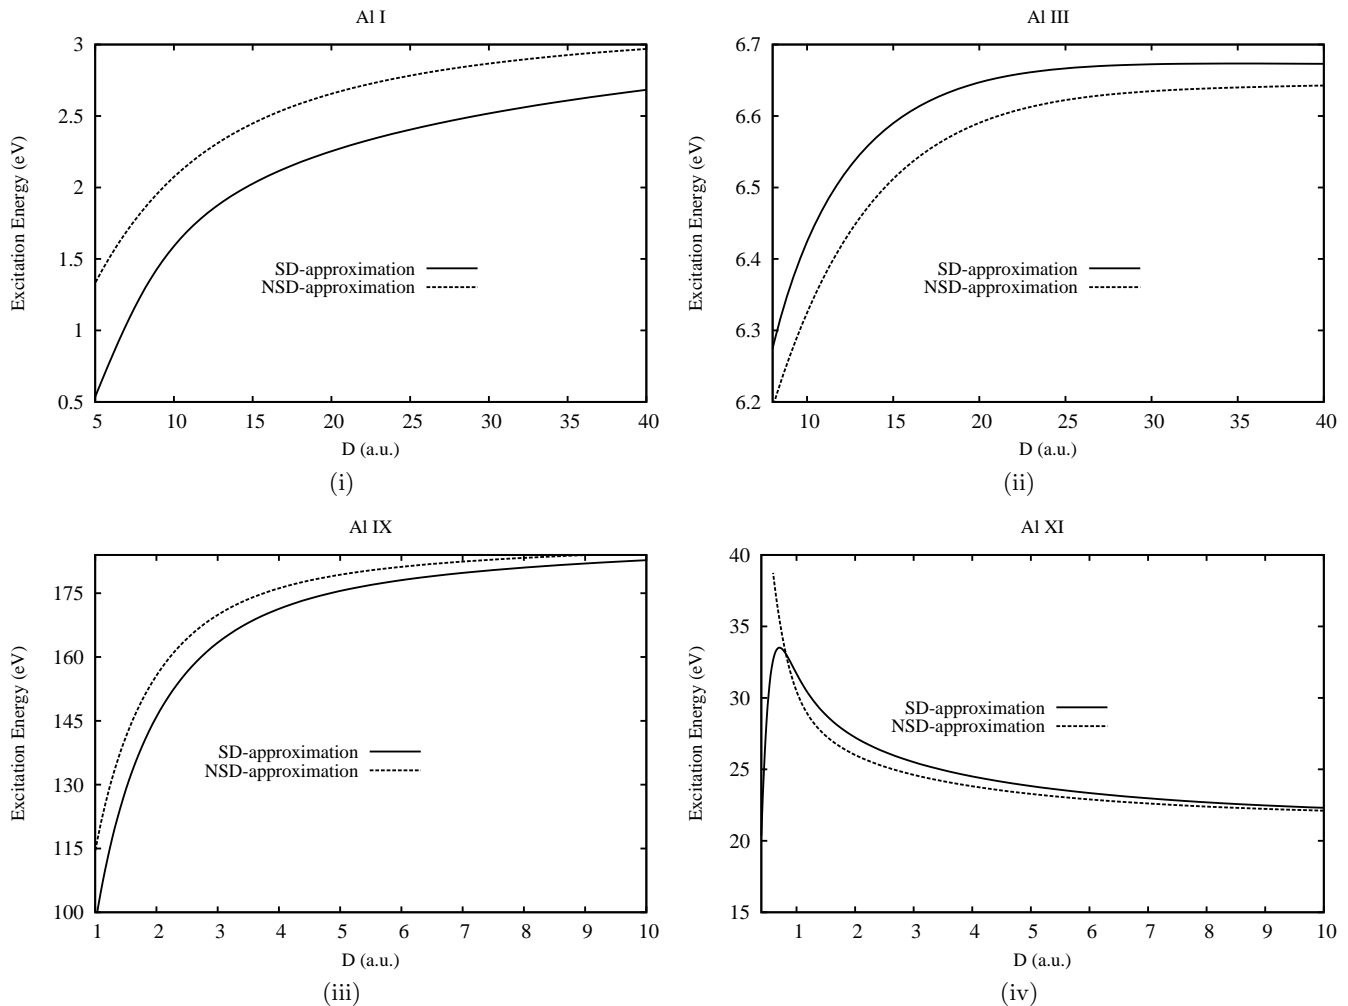 Al I
3
2.5
2
1.5
1
0.5
Excitation Energy (eV)
SD-approximation
NSD-approximation
5 10 15 20 25 30 35 40
D (a.u.)
(i)
Al III
6.7
6.6
6.5
6.4
6.3
6.2
Excitation Energy (eV)
SD-approximation
NSD-approximation
10 15 20 25 30 35 40
D (a.u.)
(ii)
Al IX
175
160
145
130
115
100
Excitation Energy (eV)
SD-approximation
NSD-approximation
1 2 3 4 5 6 7 8 9 10
D (a.u.)
(iii)
Al XI
40
35
30
25
20
15
Excitation Energy (eV)
SD-approximation
NSD-approximation
1 2 3 4 5 6 7 8 9 10
D (a.u.)
(iv)